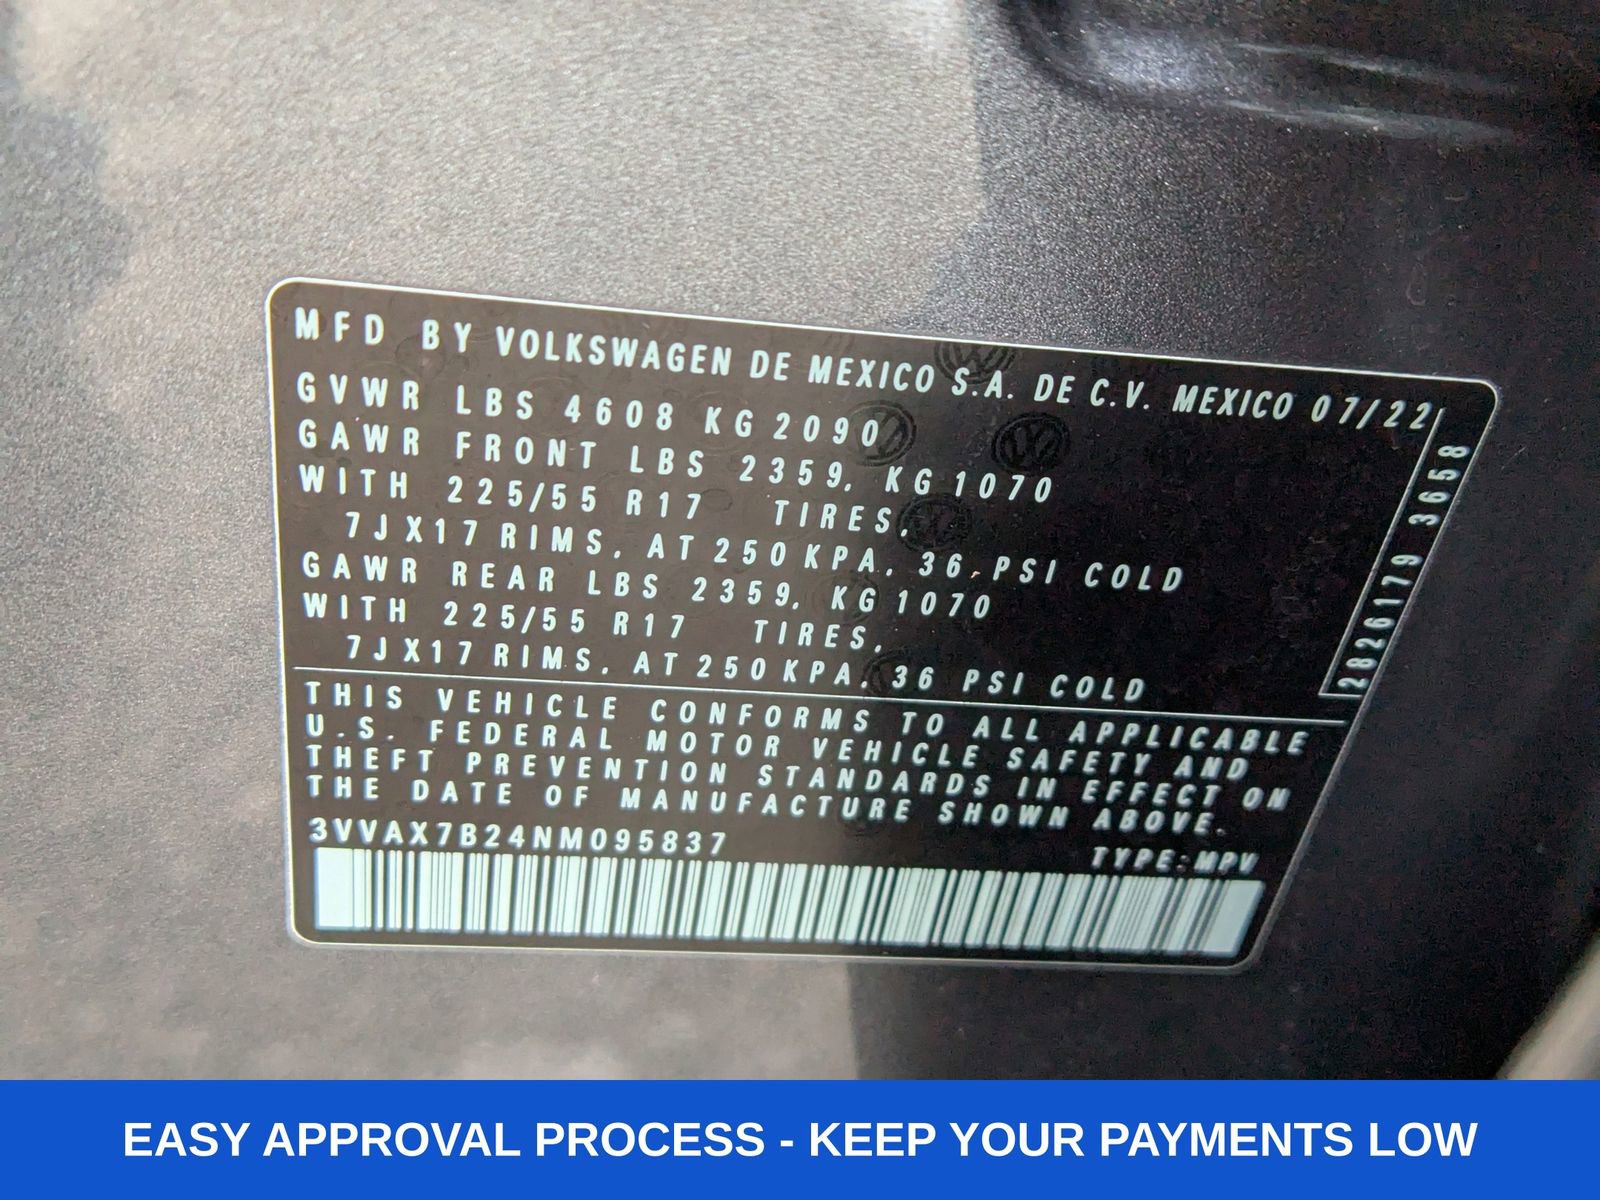 MFD BY VOLKSWAGEN DE MEXICO S.A. DE C.V. MEXICO 07/22
GVWR LBS 4608 KG 2090
GAWR FRONT LBS 2359, KG 1070
WITH 225/55 R17 TIRES,
7JX17 RIMS, AT 250 KPA, 36 PSI COLD
GAWR REAR LBS 2359, KG 1070
WITH 225/55 R17 TIRES,
7JX17 RIMS, AT 250 KPA, 36 PSI COLD
2826179 3658
THIS VEHICLE CONFORMS TO ALL APPLICABLE
U.S. FEDERAL MOTOR VEHICLE SAFETY AND
THEFT PREVENTION STANDARDS IN EFFECT ON
THE DATE OF MANUFACTURE SHOWN ABOVE.
3VVAX7B24NM095837
TYPE:MPV
EASY APPROVAL PROCESS - KEEP YOUR PAYMENTS LOW